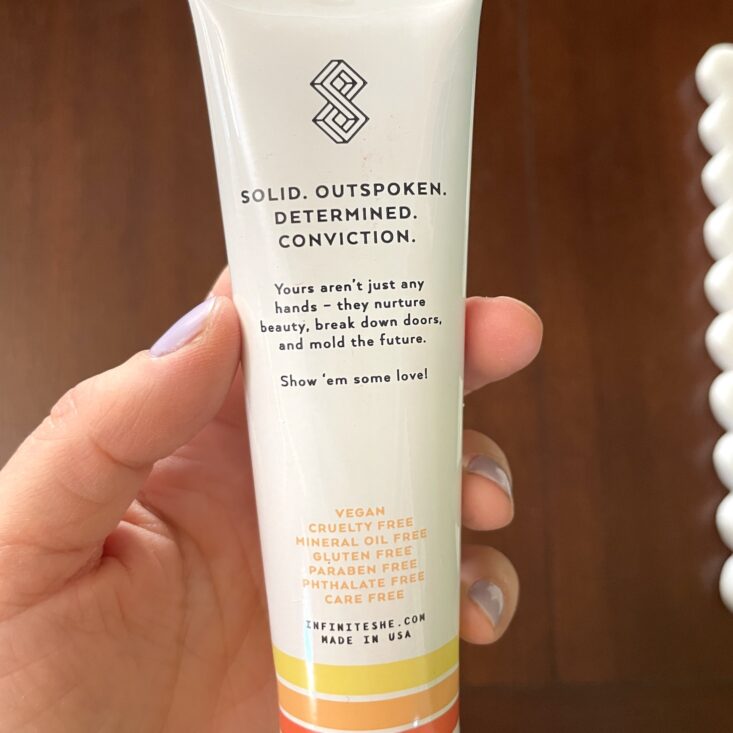 SOLID. OUTSPOKEN.
DETERMINED.
CONVICTION.
Yours aren't just any
hands – they nurture
beauty, break down doors,
and mold the future.
Show 'em some love!
VEGAN
CRUELTY FREE
MINERAL OIL FREE
GLUTEN FREE
PARABEN FREE
PHTHALATE FREE
CARE FREE
INFINITESHE.COM
MADE IN USA